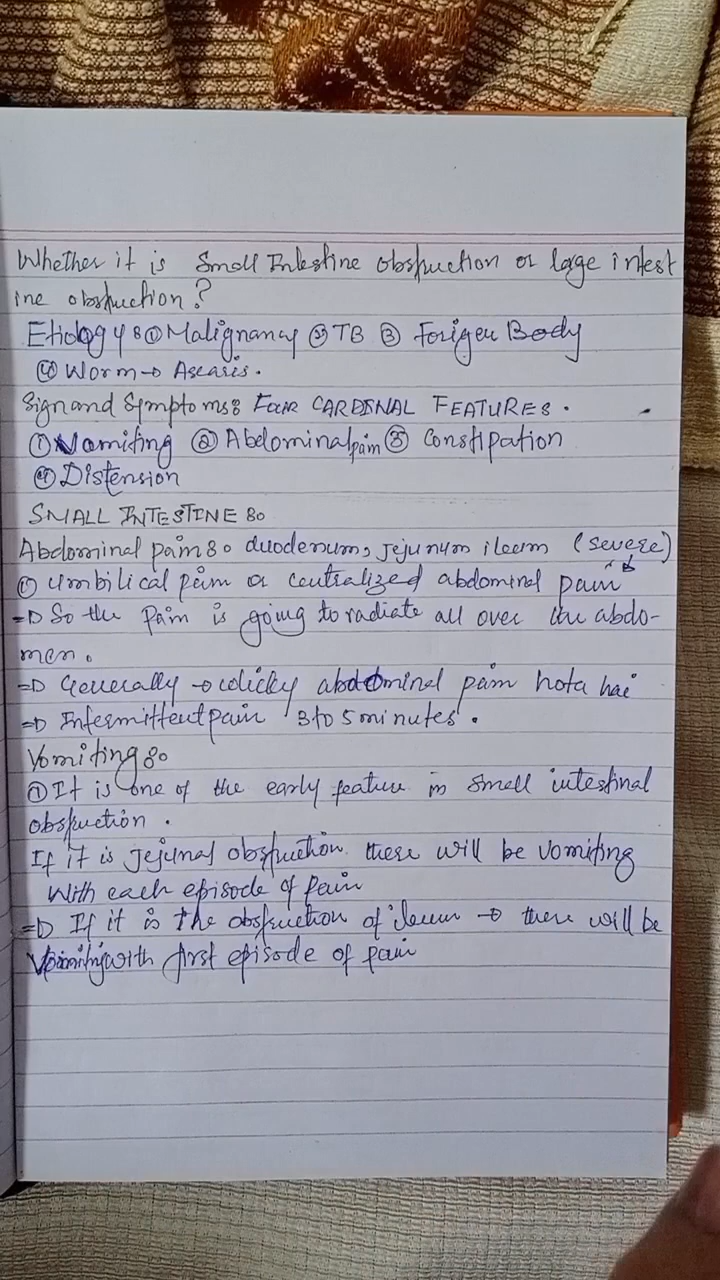 Whether it is Small Intestine obstruction or large intest
ine obstruction?
Etiology :- ① Malignancy ② TB ③ Forigen Body
④ Worm → Ascaris.
Sign and Symptoms: FOUR CARDINAL FEATURES.
① Vomiting ② Abdominal pain ③ Constipation
④ Distension
SMALL INTESTINE :-
Abdominal pain :- duodenum, jejunum ileum (severe)
① Umbilical pain or centralized abdominal pain
⇒ So the pain is going to radiate all over the abdo-
men.
⇒ Generally → colicky abdominal pain hota hai
⇒ Intermittent pain 3 to 5 minutes.
Vomiting :-
① It is one of the early feature in small intestinal
obstruction.
If it is Jejunal obstruction there will be vomiting
with each episode of pain
⇒ If it is the obstruction of ileum → there will be
Vomiting with first episode of pain